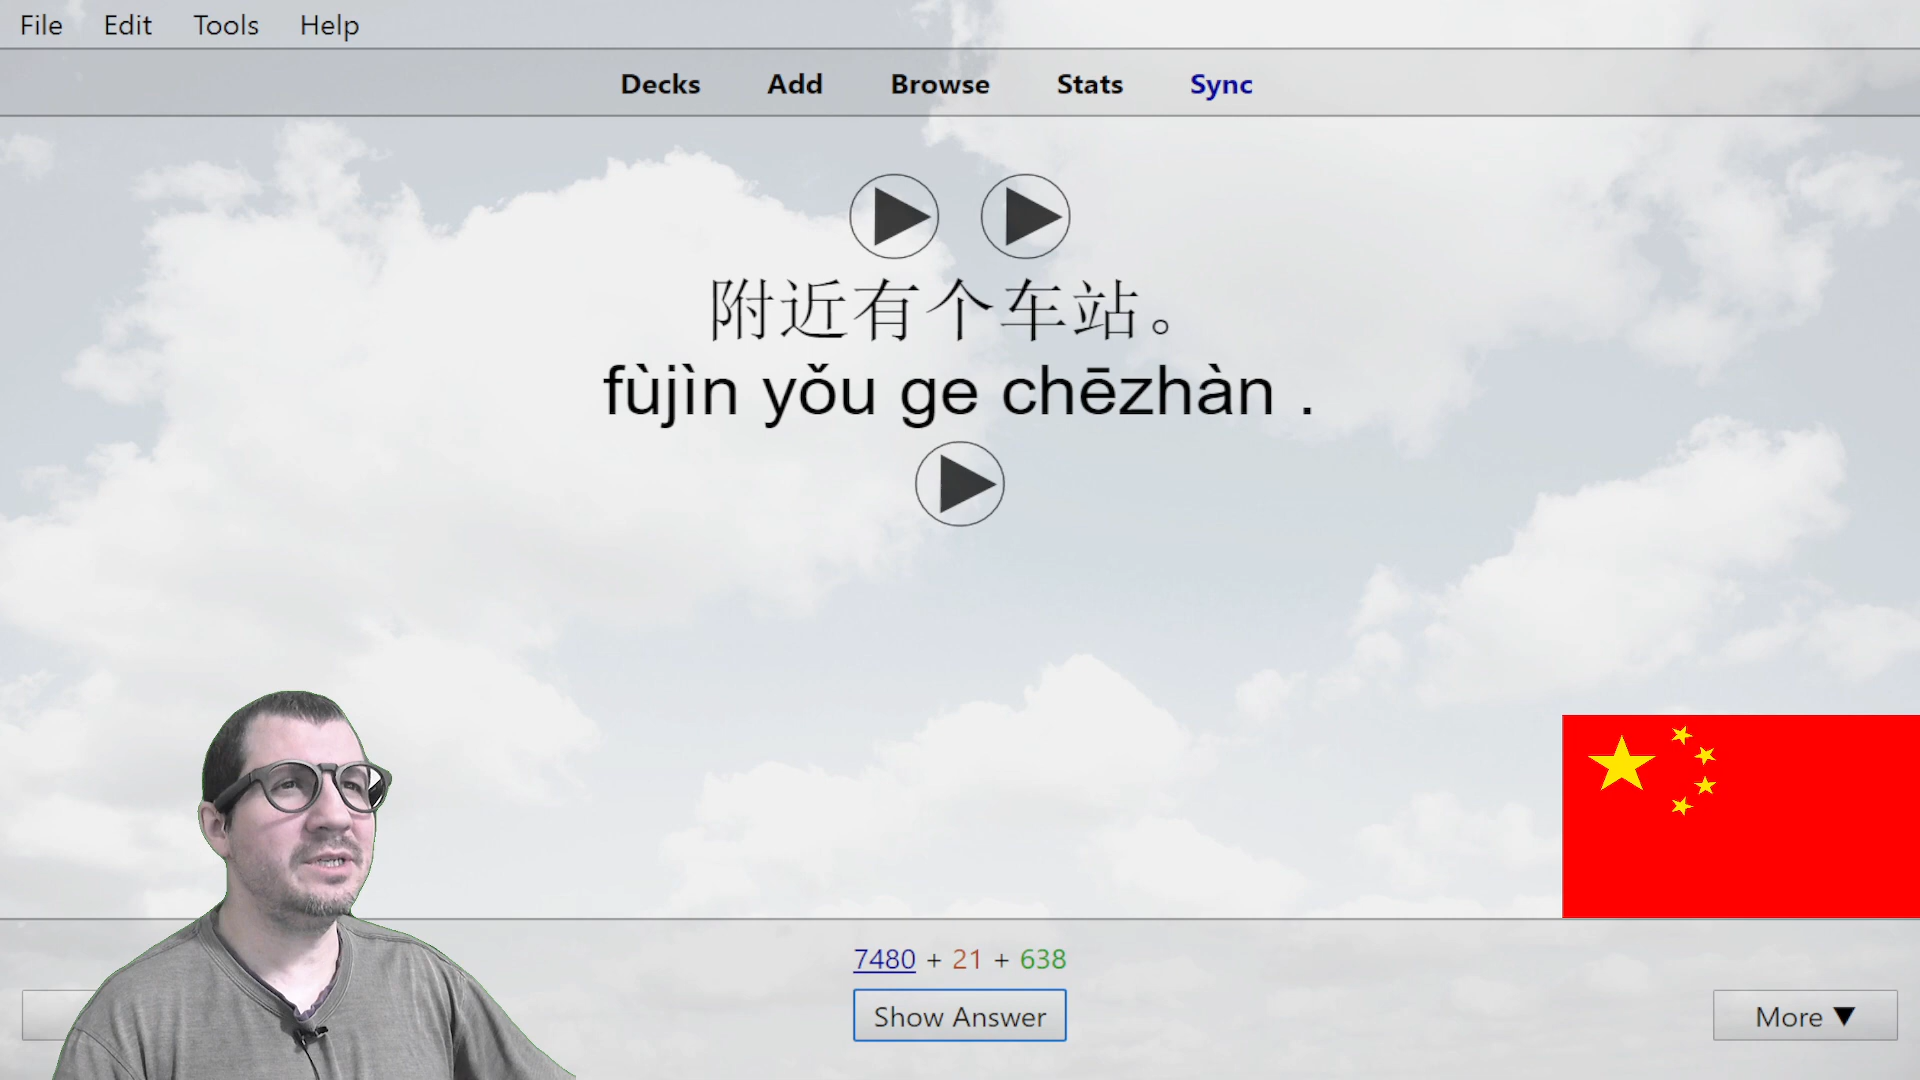 File Edit Tools Help
Decks Add Browse Stats Sync
附近有个车站。
fùjìn yǒu ge chēzhàn .
7480 + 21 + 638
Show Answer
More ▼